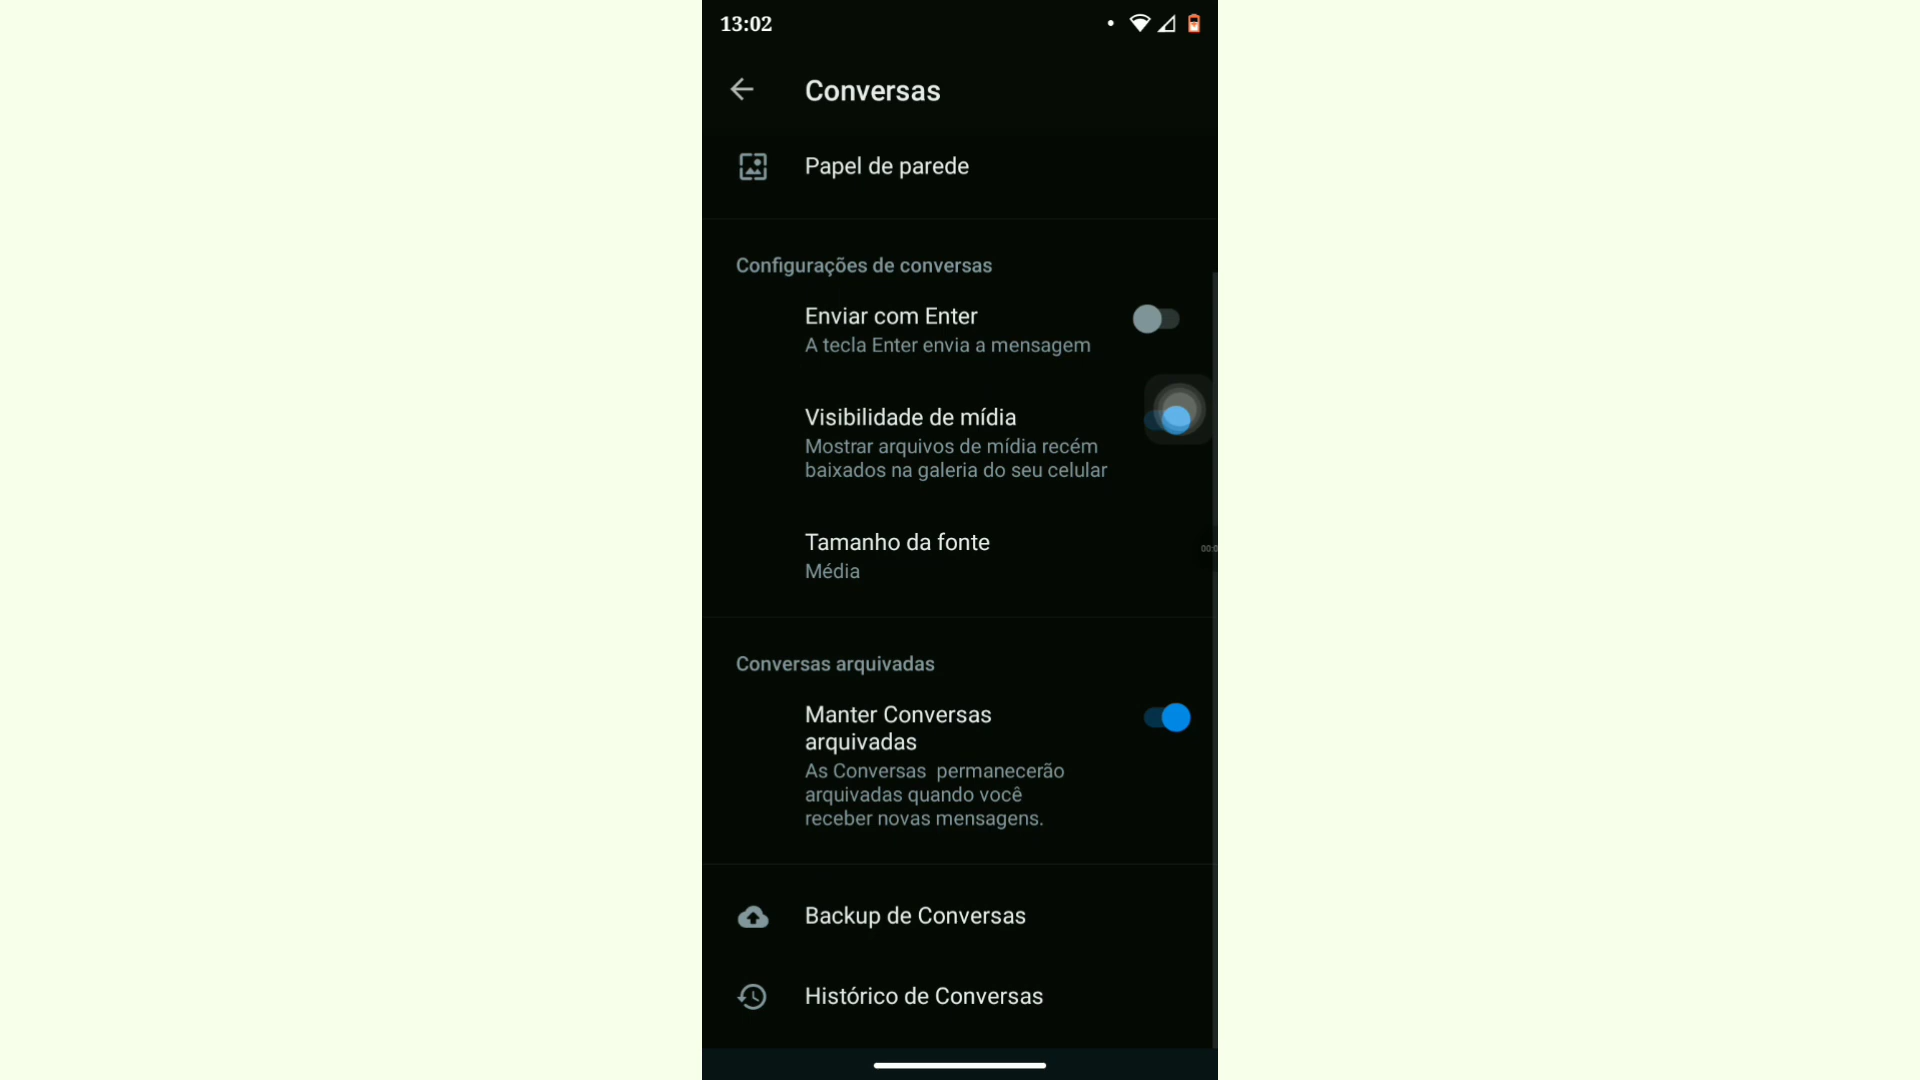 13:02
Conversas
Papel de parede
Configurações de conversas
Enviar com Enter
A tecla Enter envia a mensagem
Visibilidade de mídia
Mostrar arquivos de mídia recém
baixados na galeria do seu celular
Tamanho da fonte
Média
Conversas arquivadas
Manter Conversas
arquivadas
As Conversas permanecerão
arquivadas quando você
receber novas mensagens.
Backup de Conversas
Histórico de Conversas